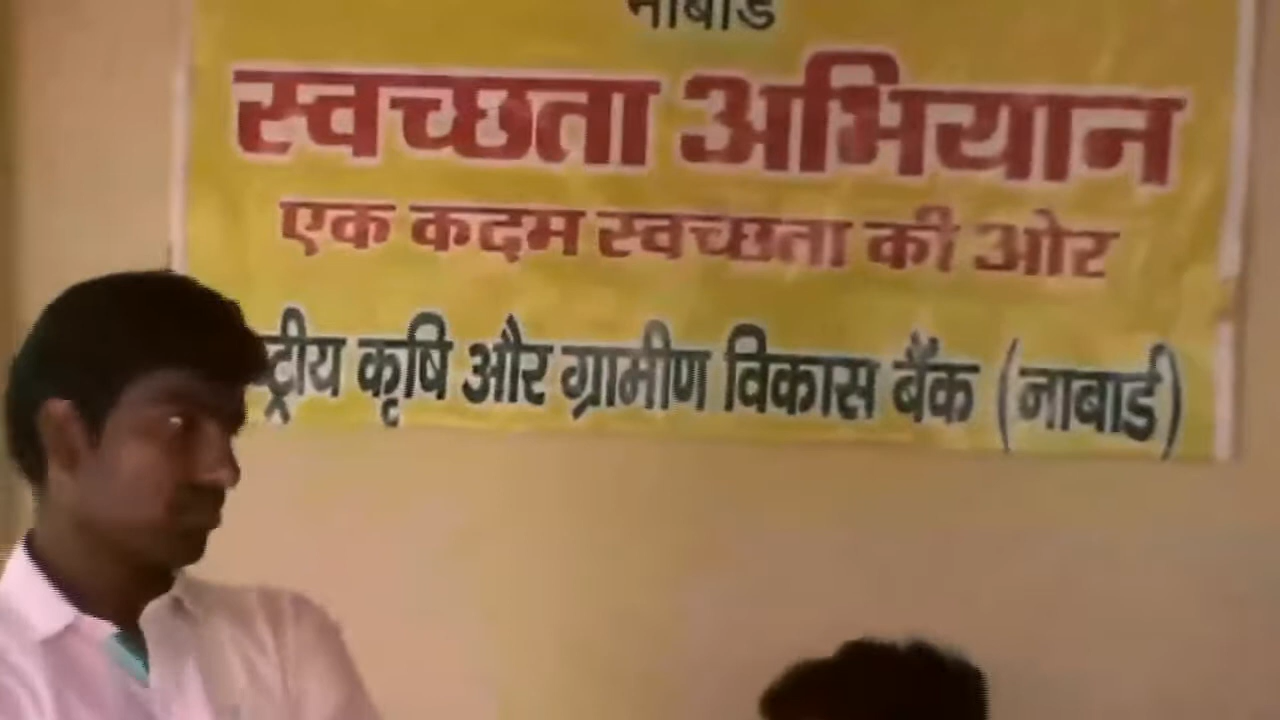 नाबार्ड
स्वच्छता अभियान
एक कदम स्वच्छता की ओर
ष्ट्रीय कृषि और ग्रामीण विकास बैंक (नाबार्ड)